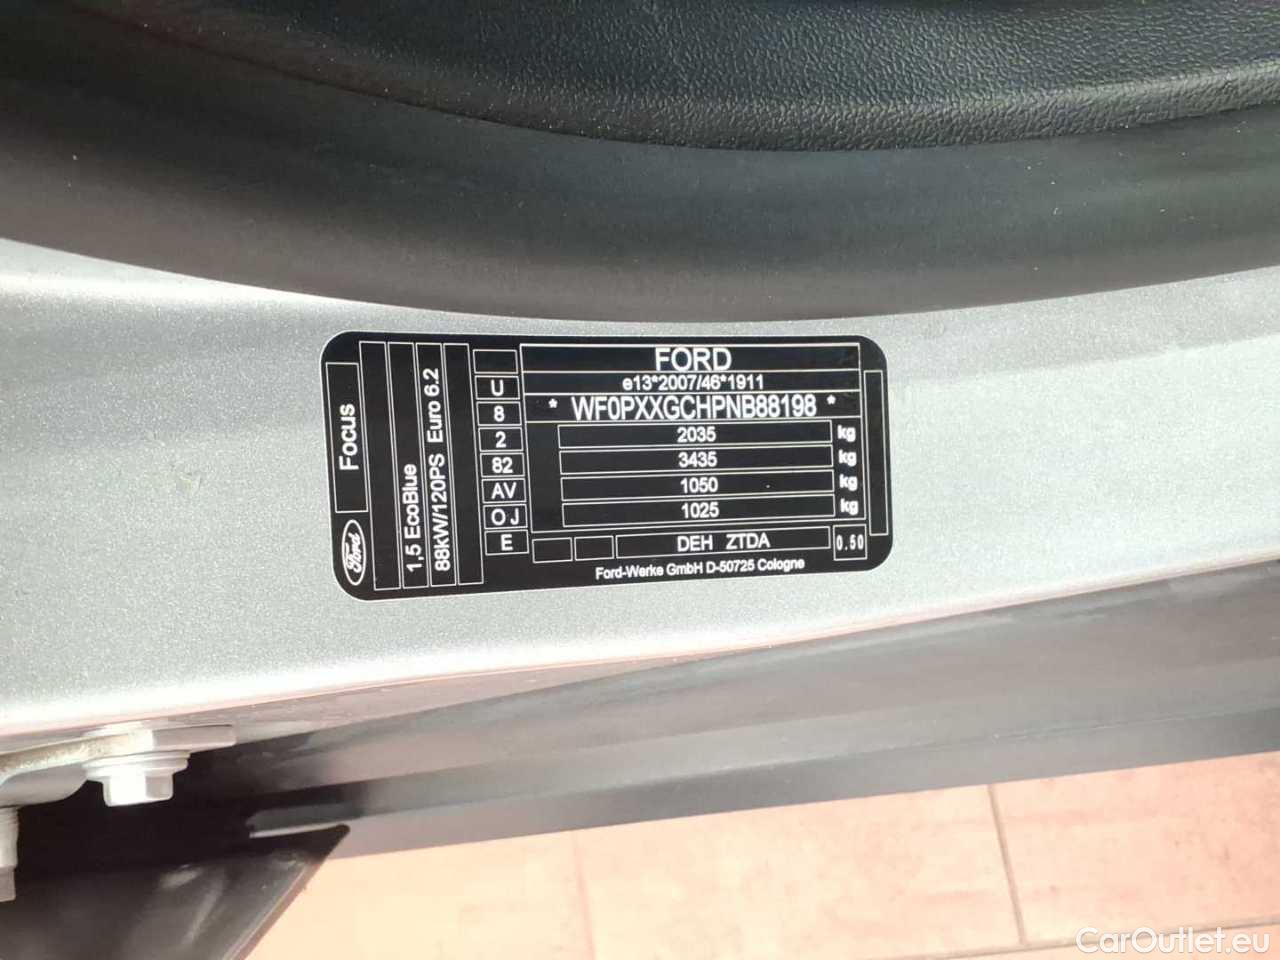 Focus
Ford
1,5 EcoBlue
88kW/120PS Euro 6.2
U
8
2
82
AV
O J
E
FORD
e13*2007/46*1911
* WF0PXXGCHPNB88198 *
2035 kg
3435 kg
1050 kg
1025 kg
DEH ZTDA 0.50
Ford-Werke GmbH D-50725 Cologne
CarOutlet.eu